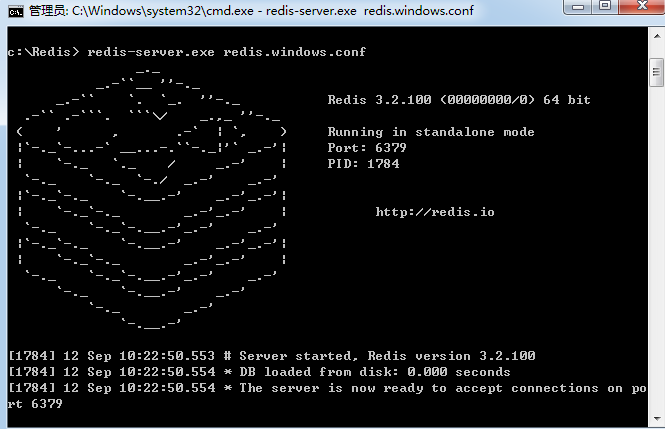 管理员: C:\Windows\system32\cmd.exe - redis-server.exe  redis.windows.conf
c:\Redis> redis-server.exe redis.windows.conf
Redis 3.2.100 (00000000/0) 64 bit
Running in standalone mode
Port: 6379
PID: 1784
http://redis.io
[1784] 12 Sep 10:22:50.553 # Server started, Redis version 3.2.100
[1784] 12 Sep 10:22:50.554 * DB loaded from disk: 0.000 seconds
[1784] 12 Sep 10:22:50.554 * The server is now ready to accept connections on po
rt 6379